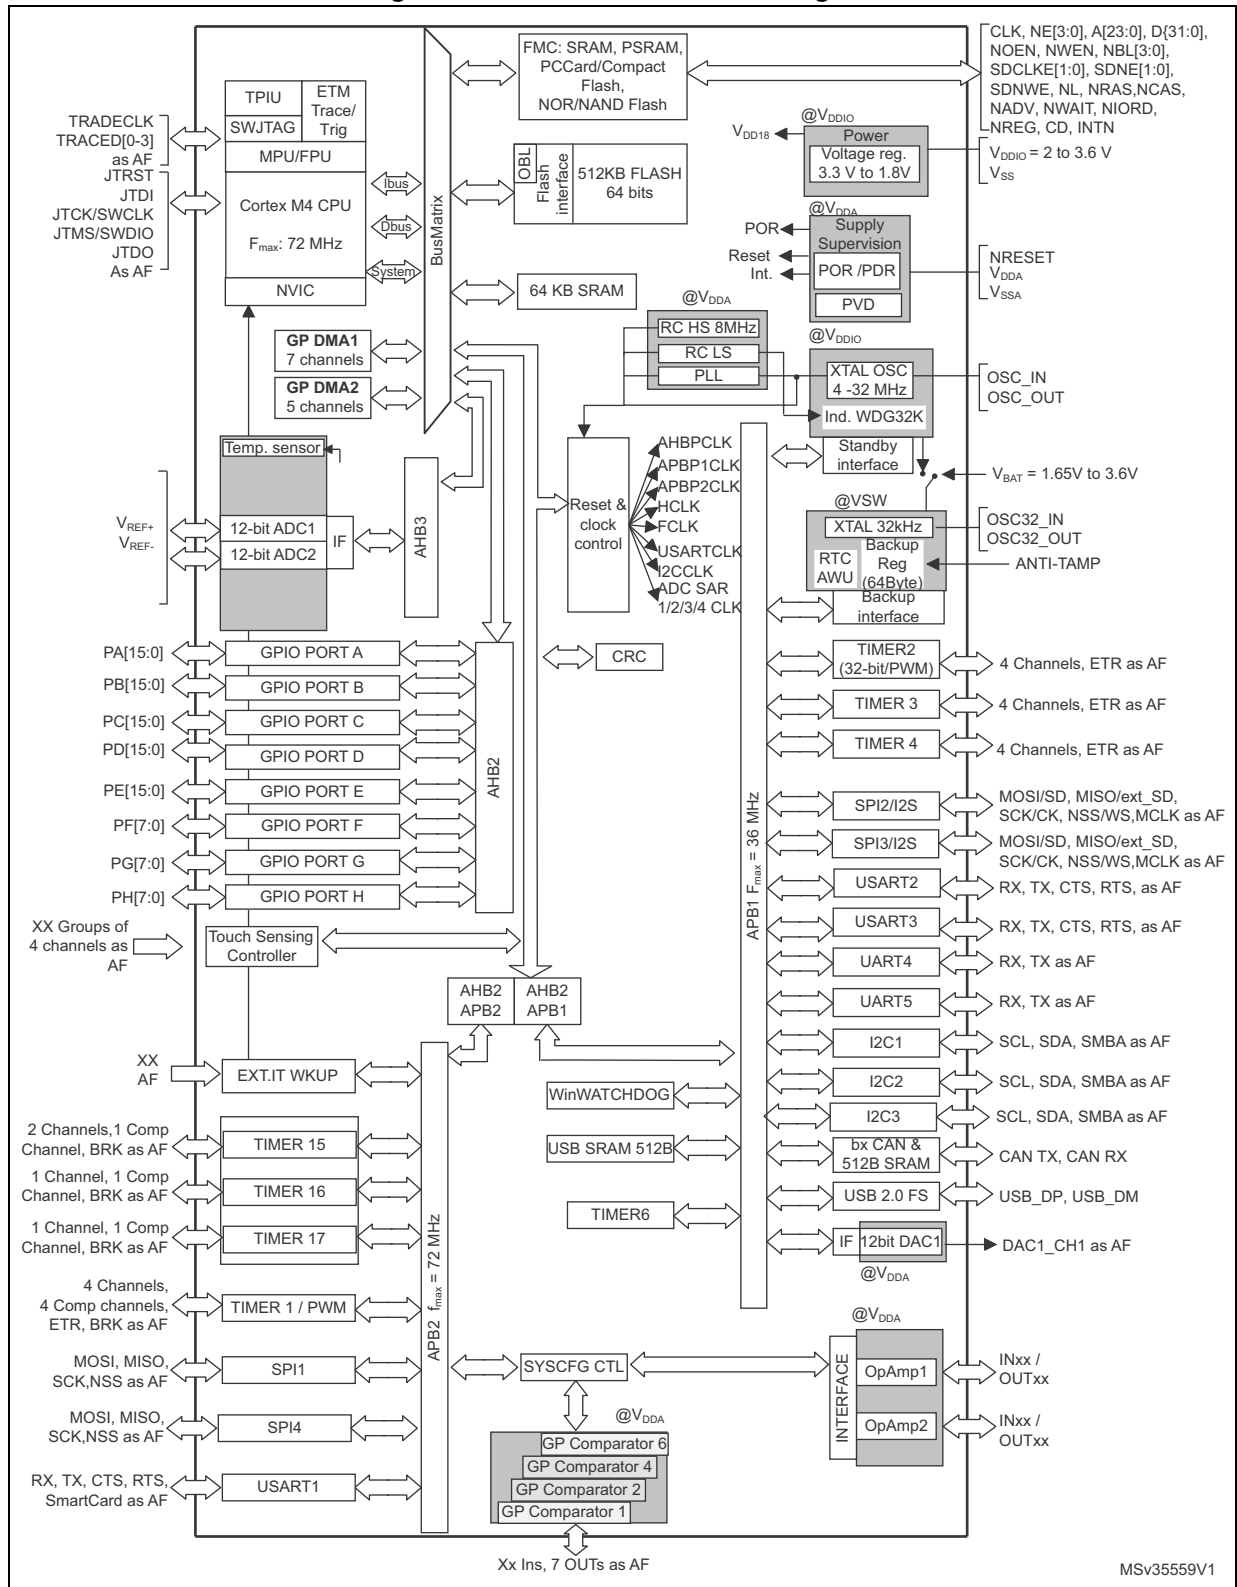 CLK, NE[3:0], A[23:0], D{31:0),
NOEN, NWEN, NBL[3:0],
SDCLKE[1:0], SDNE[1:0),
SDNWE, NL, NRAS,NCAS,
NADV, NWAIT, NIORD,
NREG, CD, INTN
FMC: SRAM, PSRAM,
PCCard/Compact
Flash,
NOR/NAND Flash
TPIU
ETM
Trace/
Trig
SWJTAG
MPU/FPU
Cortex M4 CPU
Fmax: 72 MHz
NVIC
TRADECLK
TRACED[0-3]
as AF
JTRST
JTDI
JTCK/SWCLK
JTMS/SWDIO
JTDO
As AF
Ibus
Dbus
System
BusMatrix
OBL
Flash
interface
512KB FLASH
64 bits
64 KB SRAM
GP DMA1
7 channels
GP DMA2
5 channels
@VDDIO
VDD18
Power
Voltage reg.
3.3 V to 1.8V
VDDIO = 2 to 3.6 V
VSS
@VDDA
POR
Reset
Int.
Supply
Supervision
POR /PDR
PVD
NRESET
VDDA
VSSA
@VDDA
RC HS 8MHz
RC LS
PLL
@VDDIO
XTAL OSC
4 -32 MHz
Ind. WDG32K
OSC_IN
OSC_OUT
Standby
interface
VBAT = 1.65V to 3.6V
@VSW
XTAL 32kHz
RTC
AWU
Backup
Reg
(64Byte)
Backup
interface
OSC32_IN
OSC32_OUT
ANTI-TAMP
Reset &
clock
control
AHBPCLK
APBP1CLK
APBP2CLK
HCLK
FCLK
USARTCLK
I2CCLK
ADC SAR
1/2/3/4 CLK
Temp. sensor
VREF+
VREF-
12-bit ADC1
12-bit ADC2
IF
AHB3
CRC
PA[15:0]
GPIO PORT A
PB[15:0]
GPIO PORT B
PC[15:0]
GPIO PORT C
PD[15:0]
GPIO PORT D
PE[15:0]
GPIO PORT E
PF[7:0]
GPIO PORT F
PG[7:0]
GPIO PORT G
PH[7:0]
GPIO PORT H
AHB2
XX Groups of
4 channels as
AF
Touch Sensing
Controller
AHB2
APB2
AHB2
APB1
XX
AF
EXT.IT WKUP
2 Channels,1 Comp
Channel, BRK as AF
TIMER 15
1 Channel, 1 Comp
Channel, BRK as AF
TIMER 16
1 Channel, 1 Comp
Channel, BRK as AF
TIMER 17
4 Channels,
4 Comp channels,
ETR, BRK as AF
TIMER 1 / PWM
MOSI, MISO,
SCK,NSS as AF
SPI1
MOSI, MISO,
SCK,NSS as AF
SPI4
RX, TX, CTS, RTS,
SmartCard as AF
USART1
APB2 fmax = 72 MHz
WinWATCHDOG
USB SRAM 512B
TIMER6
APB1 Fmax = 36 MHz
TIMER2
(32-bit/PWM)
4 Channels, ETR as AF
TIMER 3
4 Channels, ETR as AF
TIMER 4
4 Channels, ETR as AF
SPI2/I2S
MOSI/SD, MISO/ext_SD,
SCK/CK, NSS/WS,MCLK as AF
SPI3/I2S
MOSI/SD, MISO/ext_SD,
SCK/CK, NSS/WS,MCLK as AF
USART2
RX, TX, CTS, RTS, as AF
USART3
RX, TX, CTS, RTS, as AF
UART4
RX, TX as AF
UART5
RX, TX as AF
I2C1
SCL, SDA, SMBA as AF
I2C2
SCL, SDA, SMBA as AF
I2C3
SCL, SDA, SMBA as AF
bx CAN &
512B SRAM
CAN TX, CAN RX
USB 2.0 FS
USB_DP, USB_DM
IF
12bit DAC1
DAC1_CH1 as AF
@VDDA
@VDDA
INTERFACE
OpAmp1
INxx /
OUTxx
OpAmp2
INxx /
OUTxx
SYSCFG CTL
@VDDA
GP Comparator 6
GP Comparator 4
GP Comparator 2
GP Comparator 1
Xx Ins, 7 OUTs as AF
MSv35559V1